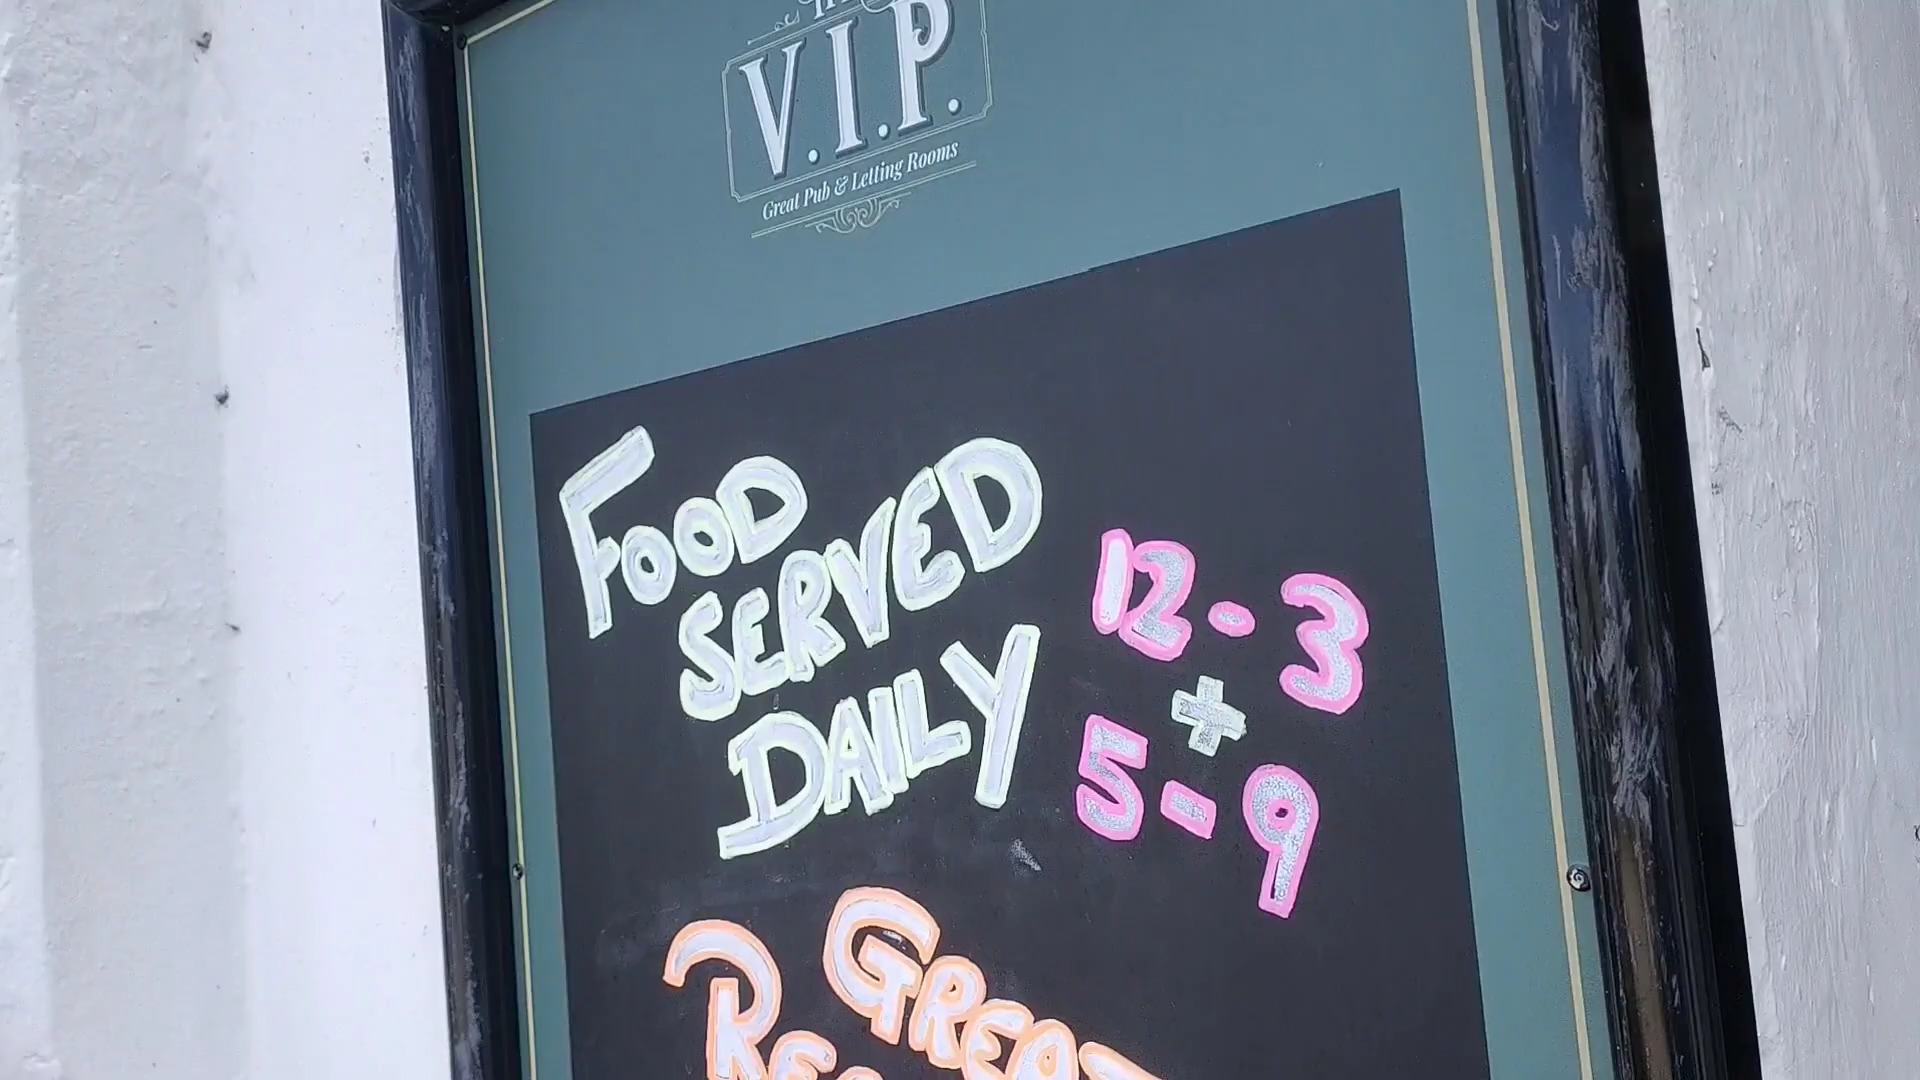 V.I.P.
Great Pub & Letting Rooms
FOOD
SERVED
DAILY
12-3
+
5-9
GREAT